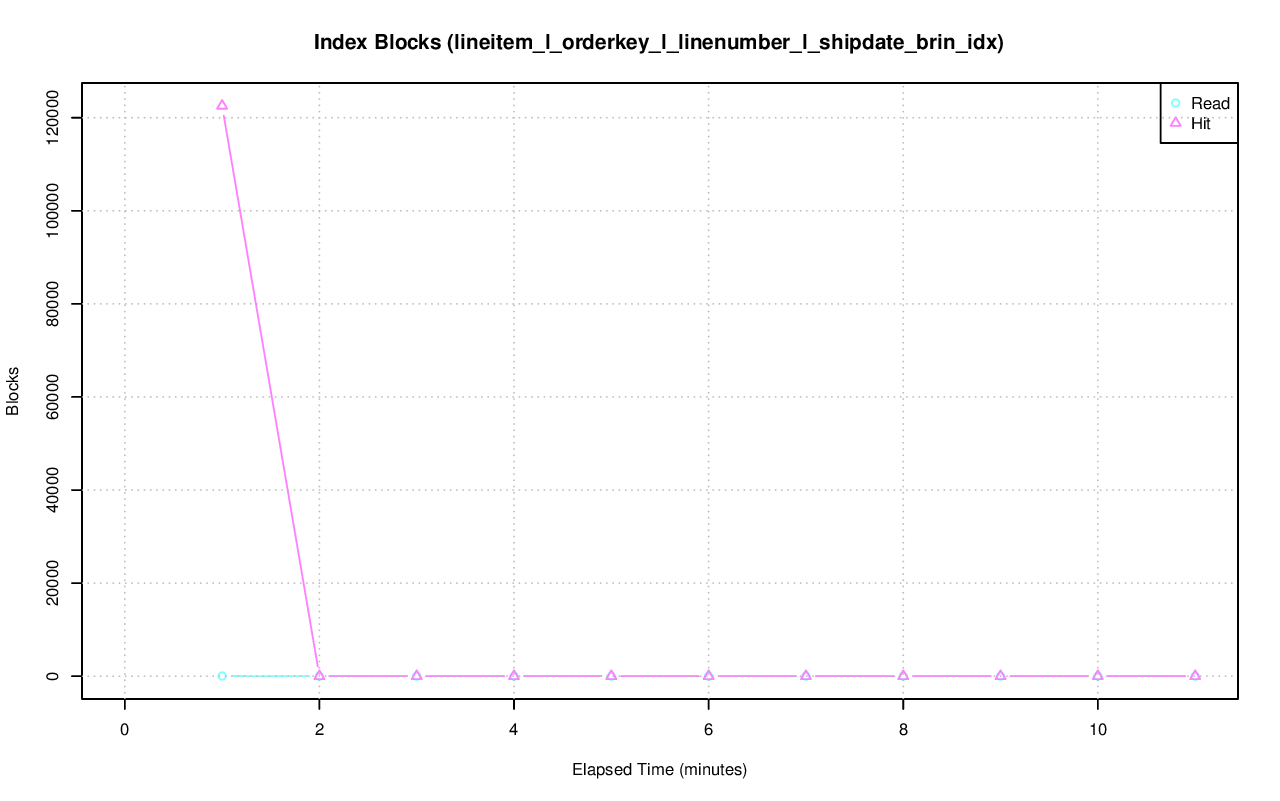 Index Blocks (lineitem_l_orderkey_l_linenumber_l_shipdate_brin_idx)
Read
Hit
120000
100000
80000
60000
40000
20000
0
Blocks
0 2 4 6 8 10
Elapsed Time (minutes)